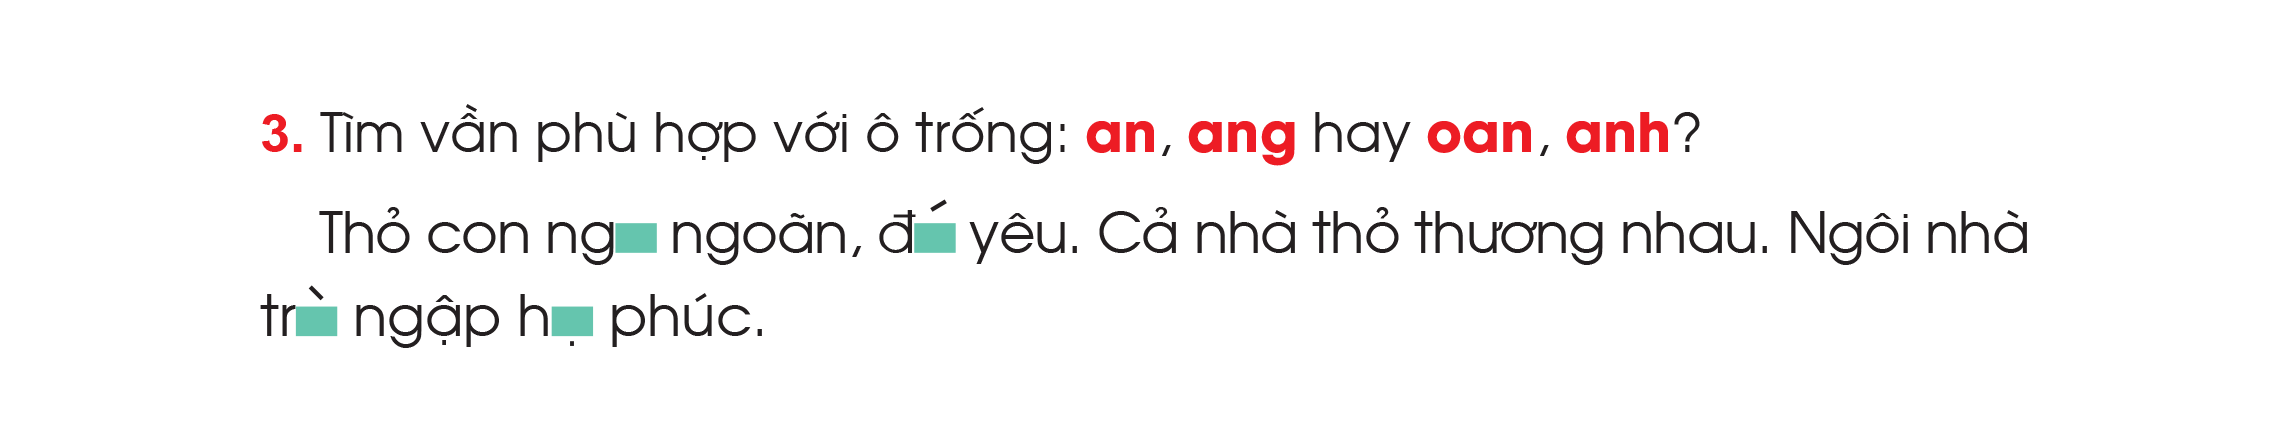 3. Tìm vần phù hợp với ô trống: an, ang hay oan, anh?
Thỏ con ng ngoãn, đ́ yêu. Cả nhà thỏ thương nhau. Ngôi nhà
tr̀ ngập ḥ phúc.